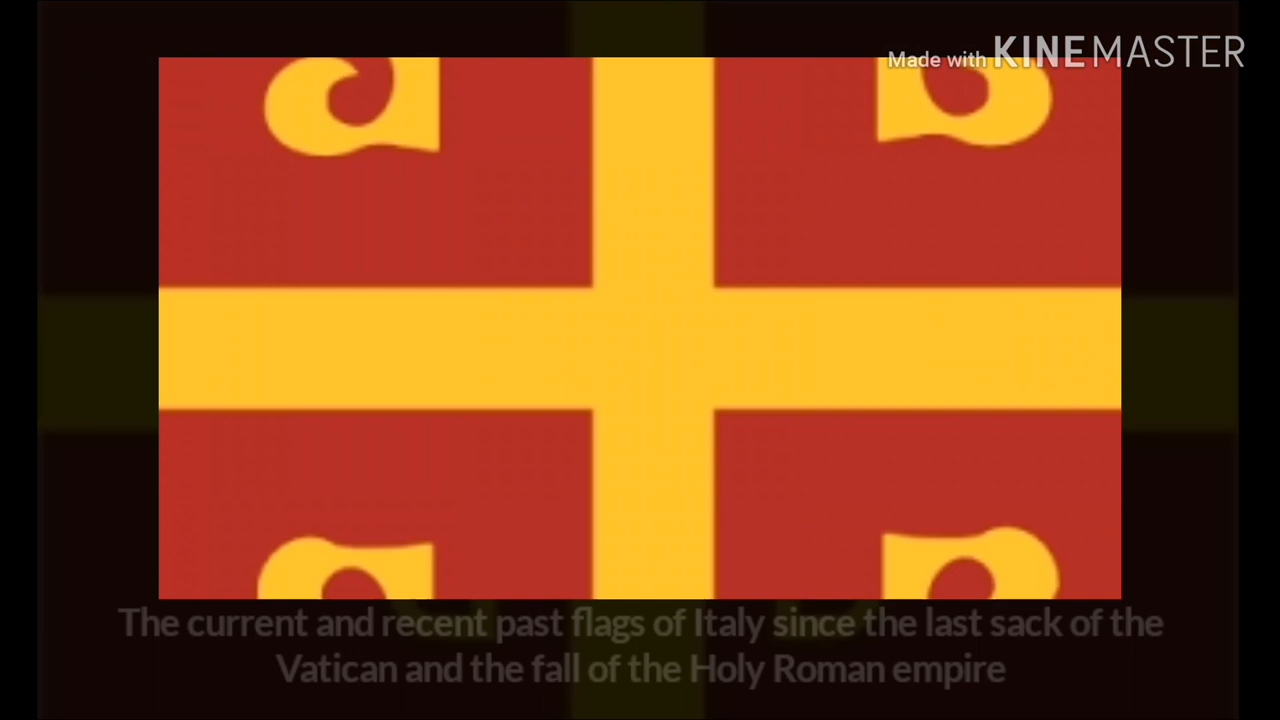 Made with KINEMASTER
The current and recent past flags of Italy since the last sack of the
Vatican and the fall of the Holy Roman empire